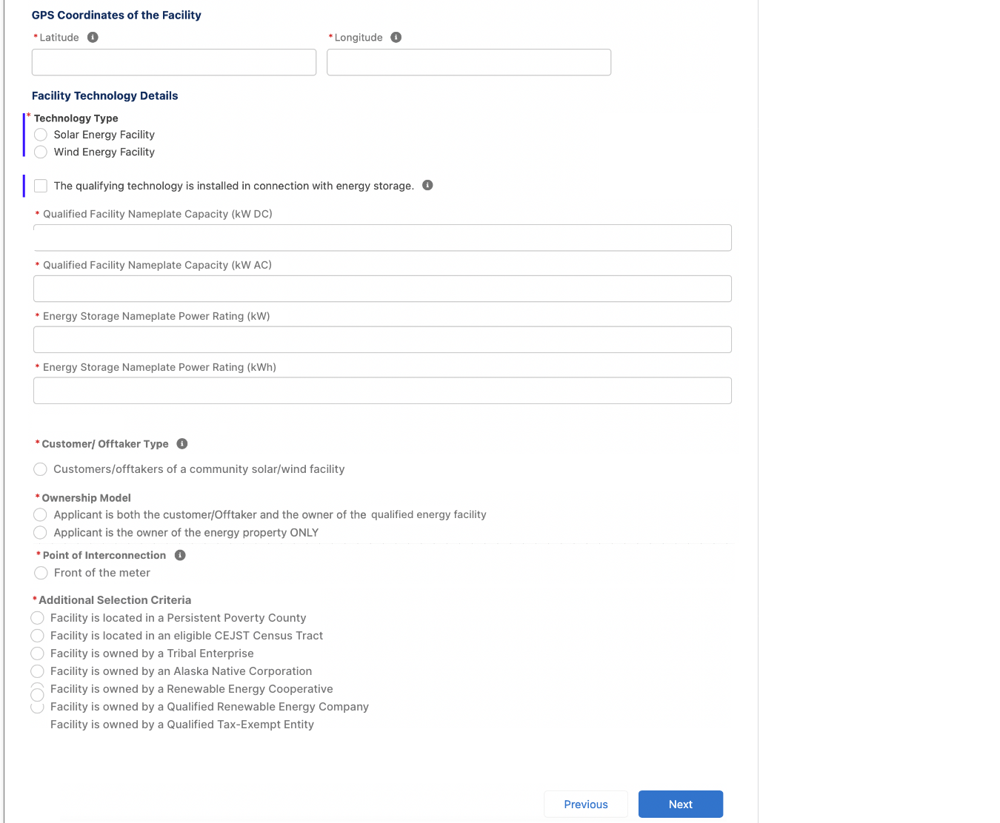 GPS Coordinates of the Facility
* Latitude
* Longitude
Facility Technology Details
* Technology Type
Solar Energy Facility
Wind Energy Facility
The qualifying technology is installed in connection with energy storage.
* Qualified Facility Nameplate Capacity (kW DC)
* Qualified Facility Nameplate Capacity (kW AC)
* Energy Storage Nameplate Power Rating (kW)
* Energy Storage Nameplate Power Rating (kWh)
* Customer/ Offtaker Type
Customers/offtakers of a community solar/wind facility
* Ownership Model
Applicant is both the customer/Offtaker and the owner of the qualified energy facility
Applicant is the owner of the energy property ONLY
* Point of Interconnection
Front of the meter
* Additional Selection Criteria
Facility is located in a Persistent Poverty County
Facility is located in an eligible CEJST Census Tract
Facility is owned by a Tribal Enterprise
Facility is owned by an Alaska Native Corporation
Facility is owned by a Renewable Energy Cooperative
Facility is owned by a Qualified Renewable Energy Company
Facility is owned by a Qualified Tax-Exempt Entity
Previous
Next